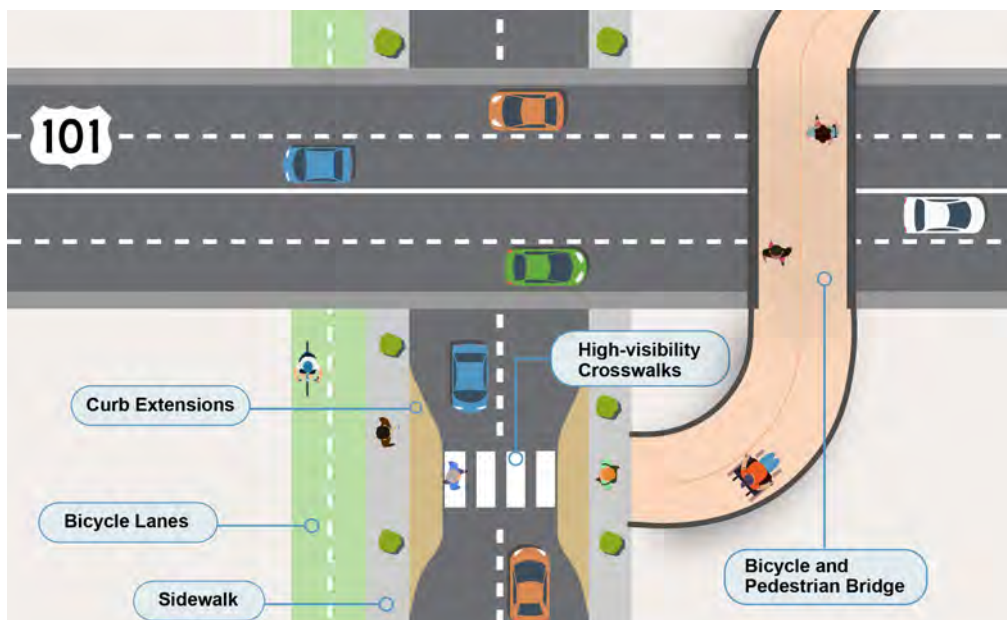 101
High-visibility
Crosswalks
Curb Extensions
Bicycle Lanes
Bicycle and
Pedestrian Bridge
Sidewalk